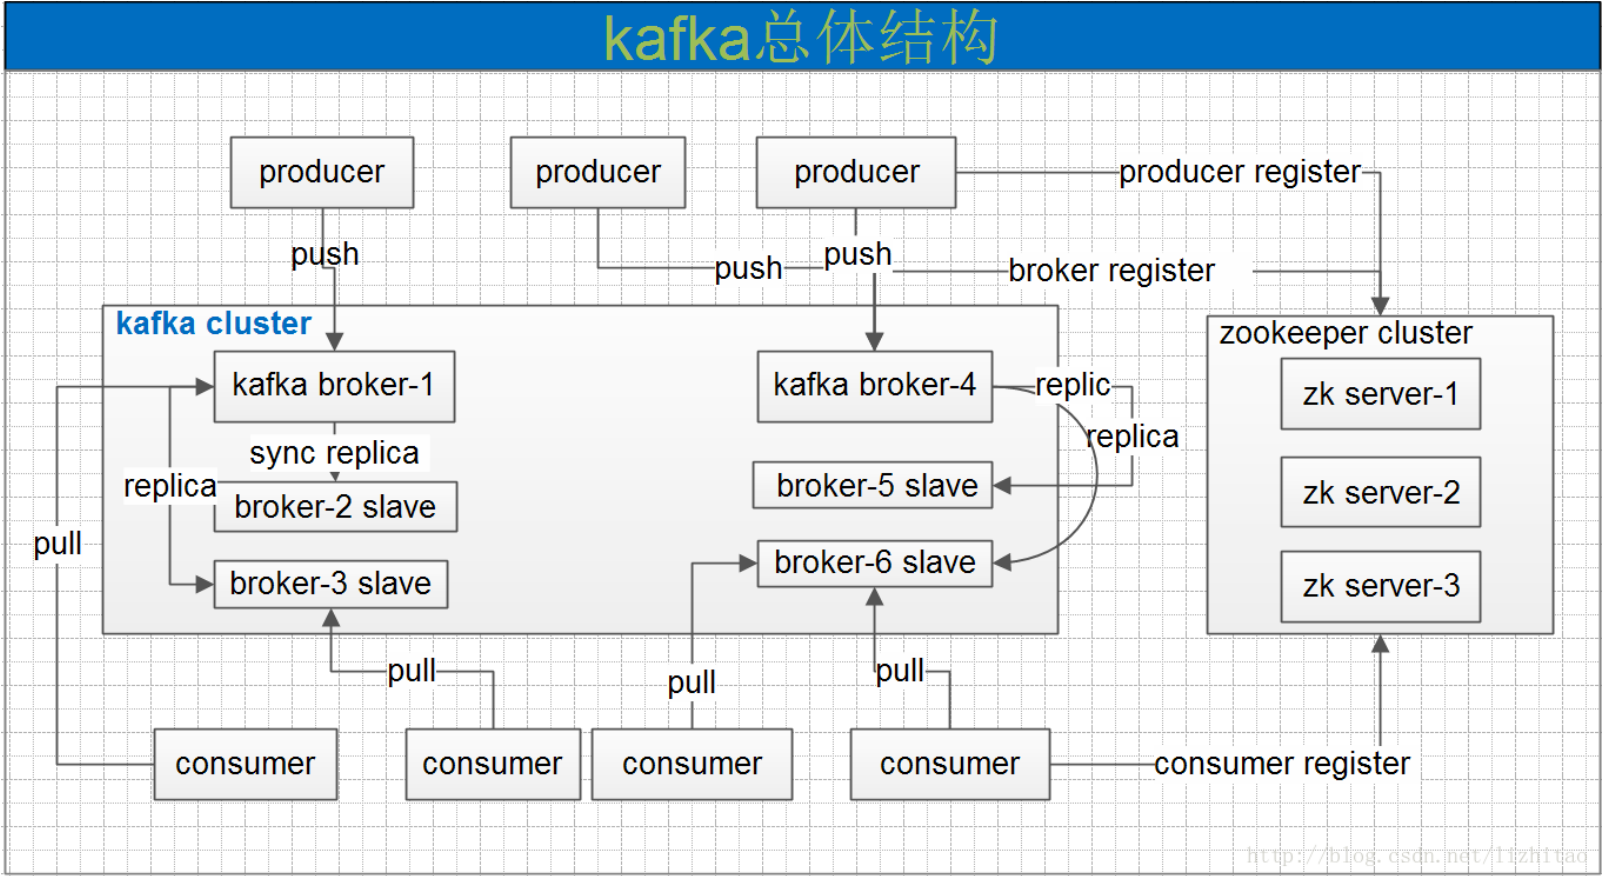 kafka总体结构
producer
producer
producer
producer register
push
push
push
broker register
kafka cluster
zookeeper cluster
kafka broker-1
kafka broker-4
replic
zk server-1
sync replica
replica
replica
broker-2 slave
broker-5 slave
zk server-2
pull
broker-3 slave
broker-6 slave
zk server-3
pull
pull
pull
consumer
consumer
consumer
consumer
consumer register
http://blog.csdn.net/lizhitao